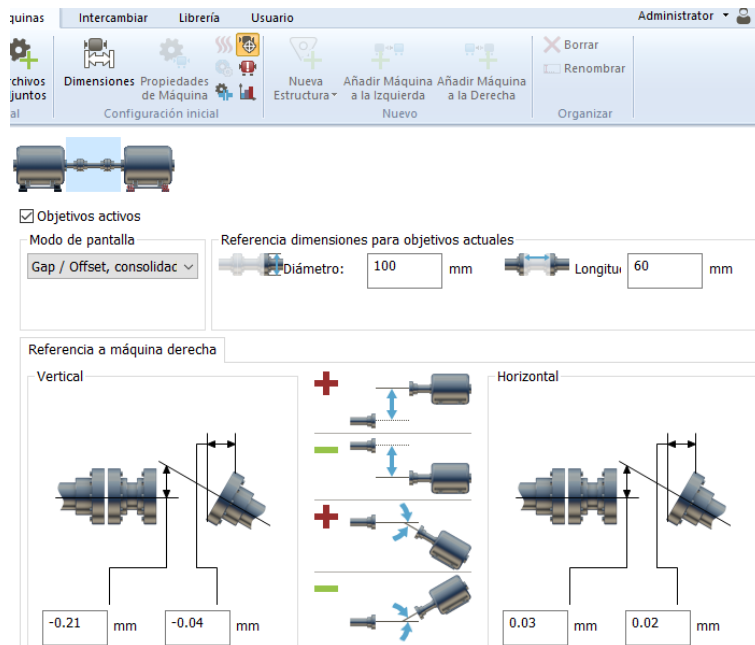 quinas Intercambiar Librería Usuario Administrator
rchivos
juntos
Dimensiones
Propiedades
de Máquina
Nueva
Estructura
Añadir Máquina
a la Izquierda
Añadir Máquina
a la Derecha
Borrar
Renombrar
al Configuración inicial Nuevo Organizar
Objetivos activos
Modo de pantalla
Gap / Offset, consolidac
Referencia dimensiones para objetivos actuales
Diámetro: 100 mm Longitu 60 mm
Referencia a máquina derecha
Vertical
Horizontal
-0.21 mm -0.04 mm
0.03 mm 0.02 mm